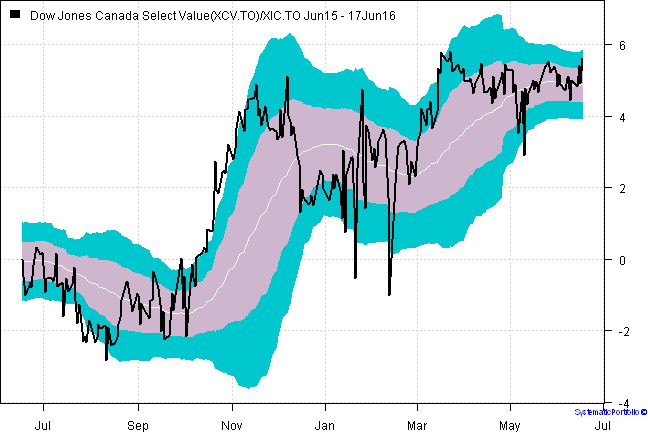 Dow Jones Canada Select Value(XCV.TO)/XIC.TO Jun15 - 17Jun16
6
4
2
0
-2
-4
SystematicPortfolio ©
Jul Sep Nov Jan Mar May Jul